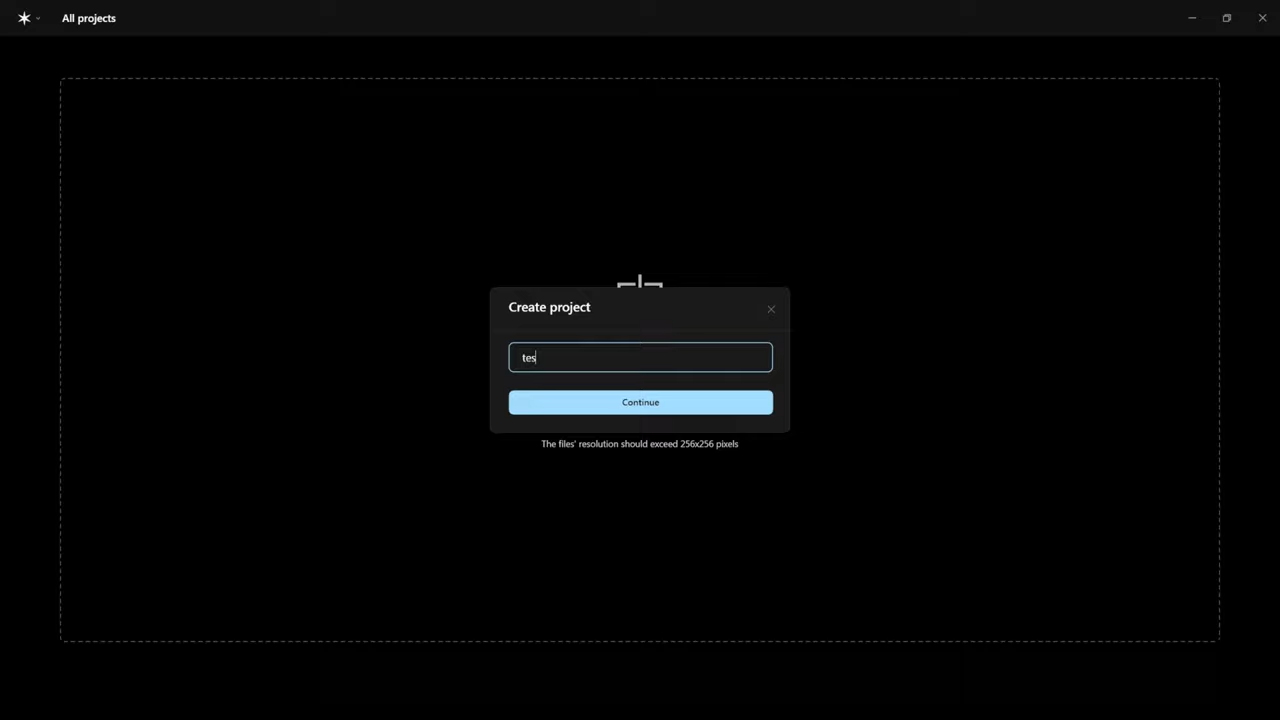 All projects
Create project
tes
Continue
The files' resolution should exceed 256x256 pixels